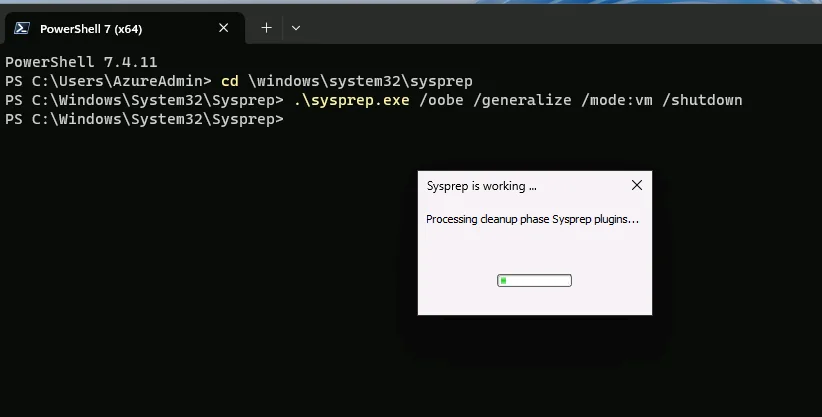 PowerShell 7 (x64)
PowerShell 7.4.11
PS C:\Users\AzureAdmin> cd \windows\system32\sysprep
PS C:\Windows\System32\Sysprep> .\sysprep.exe /oobe /generalize /mode:vm /shutdown
PS C:\Windows\System32\Sysprep>
Sysprep is working ...
Processing cleanup phase Sysprep plugins...